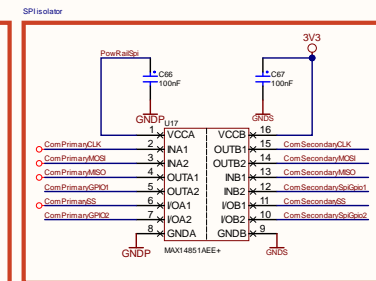 SPI isolator
3V3
PowRailSpi
C66
100nF
C67
100nF
GNDP
GNDS
U17
1 VCCA VCCB 16
ComPrimaryCLK 2 INA1 OUTB1 15 ComSecondaryCLK
ComPrimaryMOSI 3 INA2 OUTB2 14 ComSecondaryMOSI
ComPrimaryMISO 4 OUTA1 INB1 13 ComSecondaryMISO
ComPrimaryGPIO1 5 OUTA2 INB2 12 ComSecondarySpiGpio1
ComPrimarySS 6 I/OA1 I/OB1 11 ComSecondarySS
ComPrimaryGPIO2 7 I/OA2 I/OB2 10 ComSecondarySpiGpio2
8 GNDA GNDB 9
GNDP MAX14851AEE+ GNDS